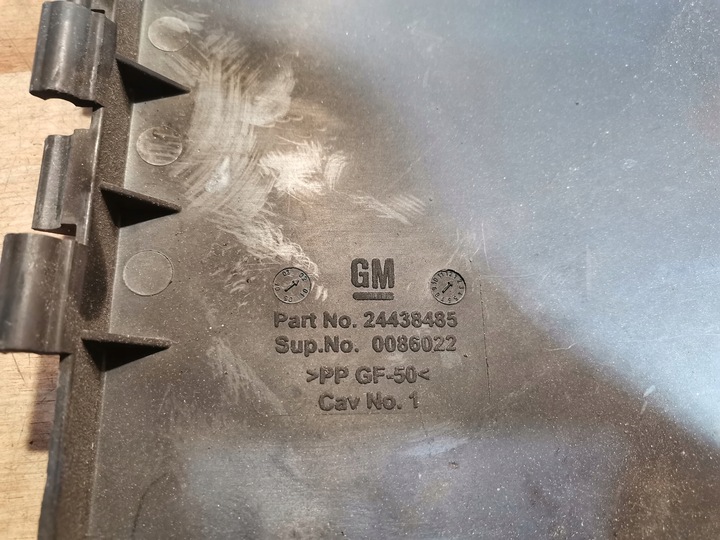 GM
Part No. 24438485
Sup.No. 0086022
>PP GF-50<
Cav No. 1